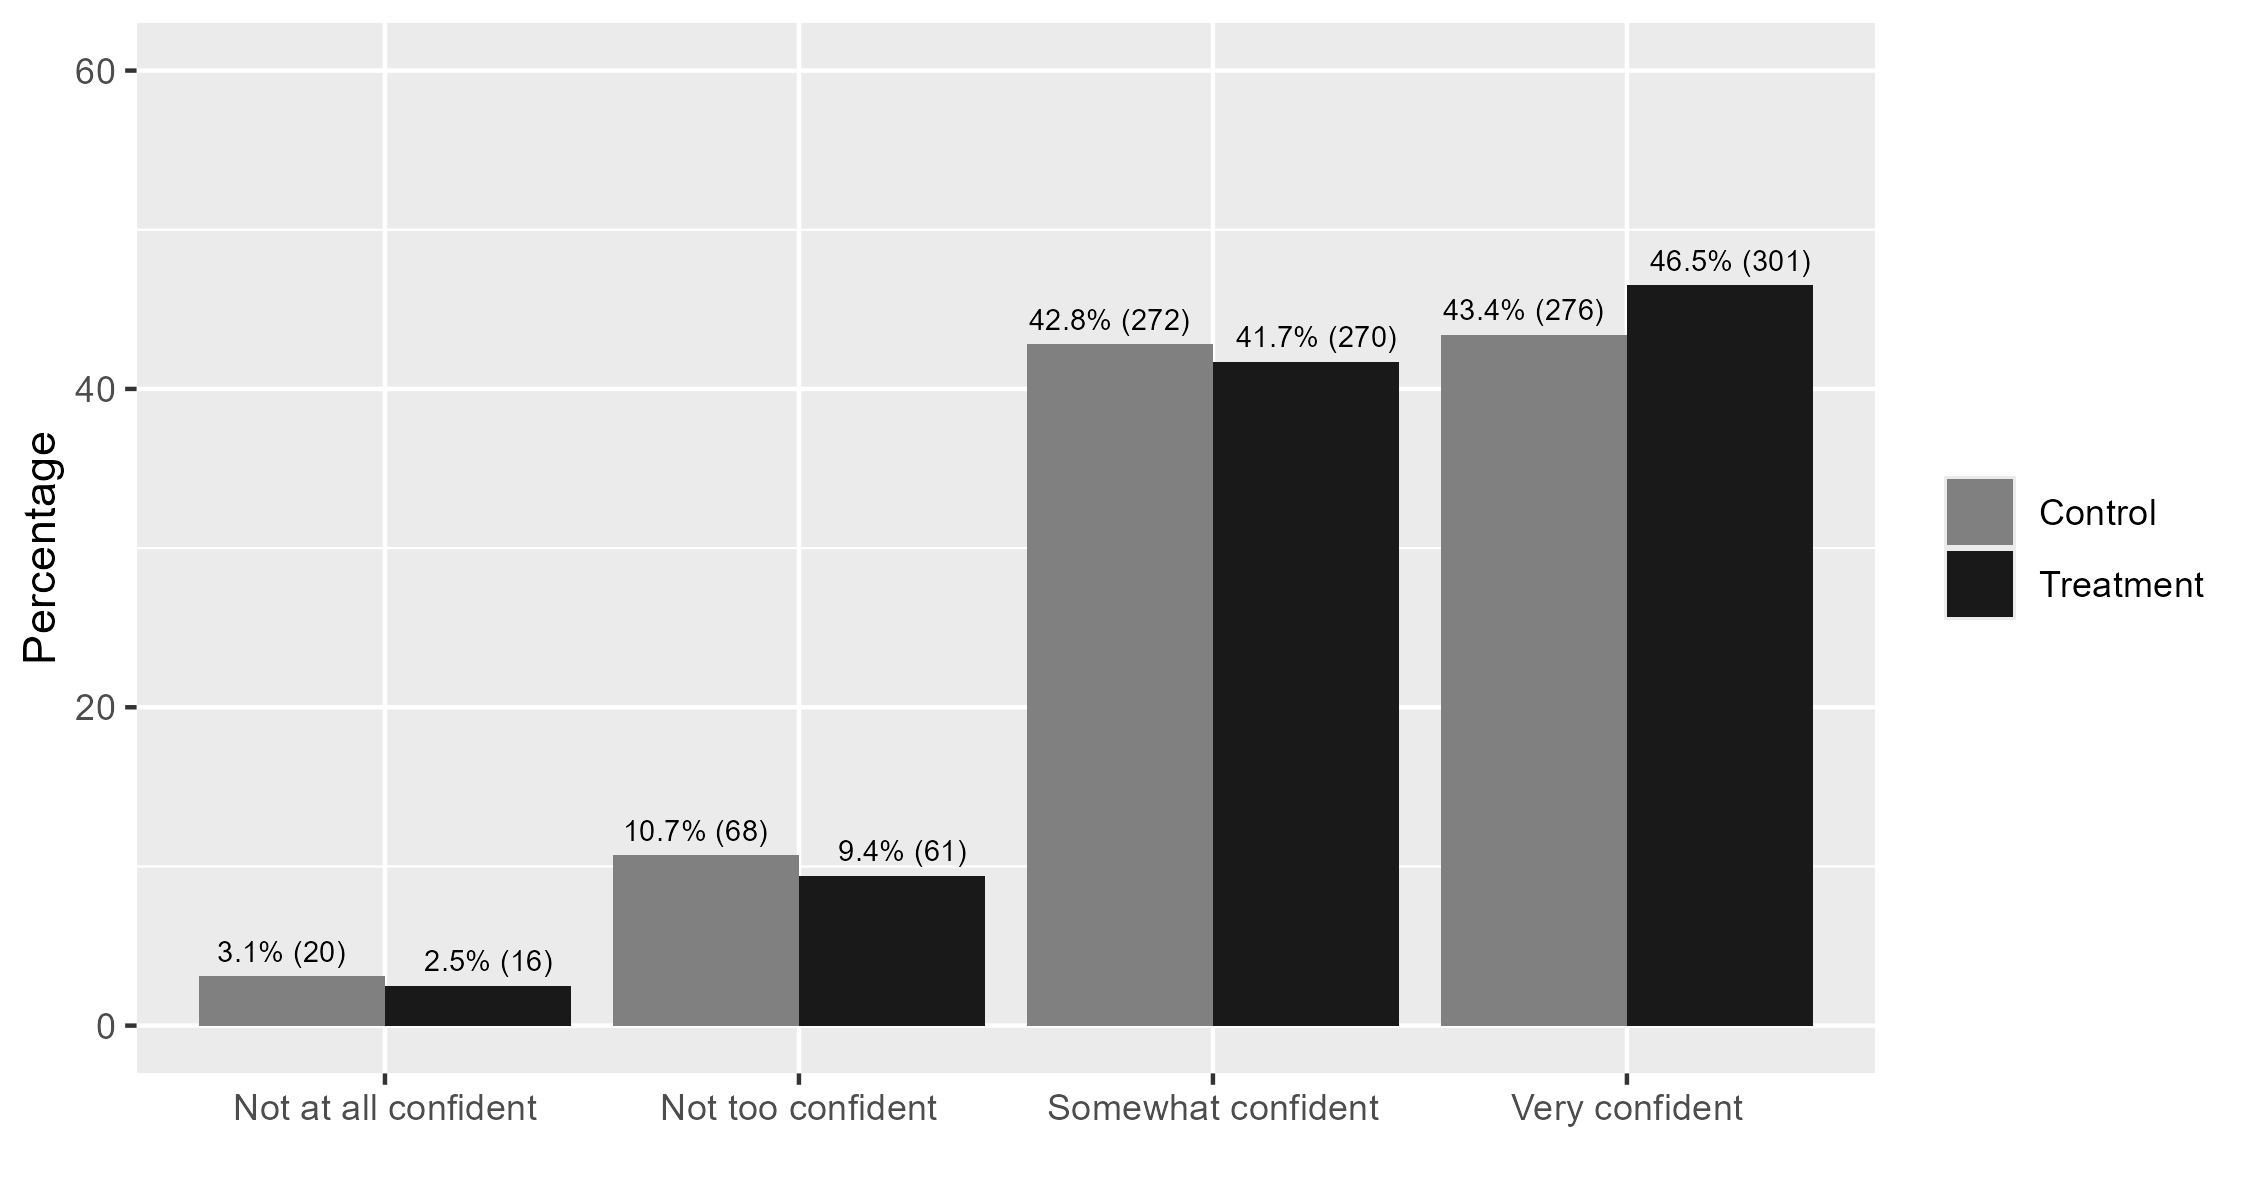 60
40
20
0
Percentage
3.1% (20)
2.5% (16)
10.7% (68)
9.4% (61)
42.8% (272)
41.7% (270)
43.4% (276)
46.5% (301)
Not at all confident
Not too confident
Somewhat confident
Very confident
Control
Treatment